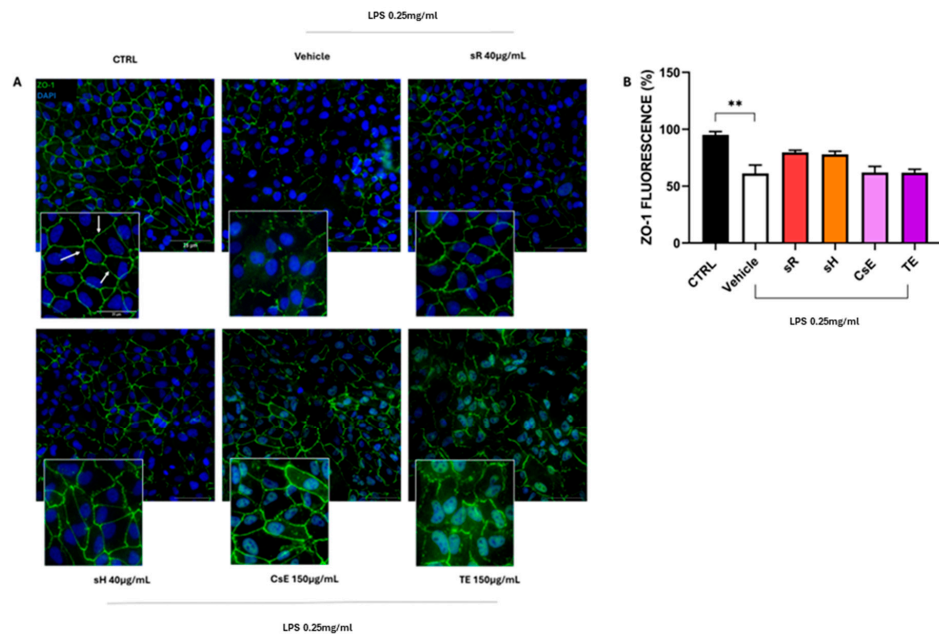 LPS 0.25mg/ml
CTRL
Vehicle
sR 40µg/mL
A
ZO-1
DAPI
25 µm
sH 40µg/mL
CsE 150µg/mL
TE 150µg/mL
LPS 0.25mg/ml
B
ZO-1 FLUORESCENCE (%)
150
100
50
0
**
CTRL
Vehicle
sR
sH
CsE
TE
LPS 0.25mg/ml